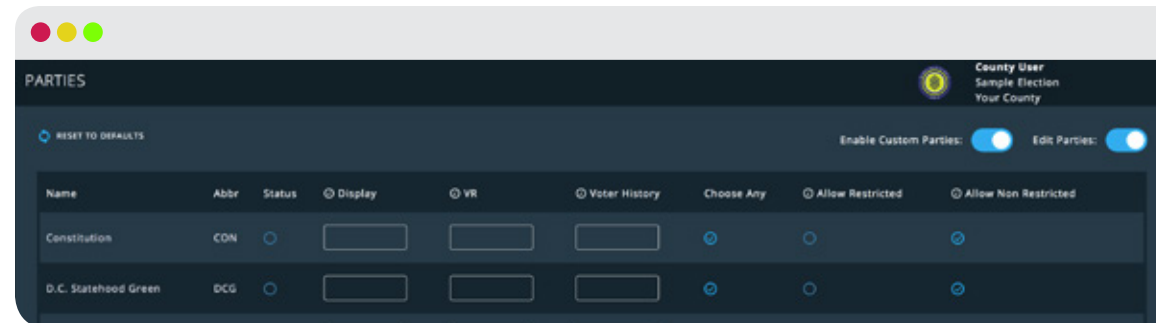 PARTIES
County User
Sample Election
Your County
RESET TO DEFAULTS
Enable Custom Parties: Edit Parties:
Name Abbr Status Display VR Voter History Choose Any Allow Restricted Allow Non Restricted
Constitution CON
D.C. Statehood Green DCG